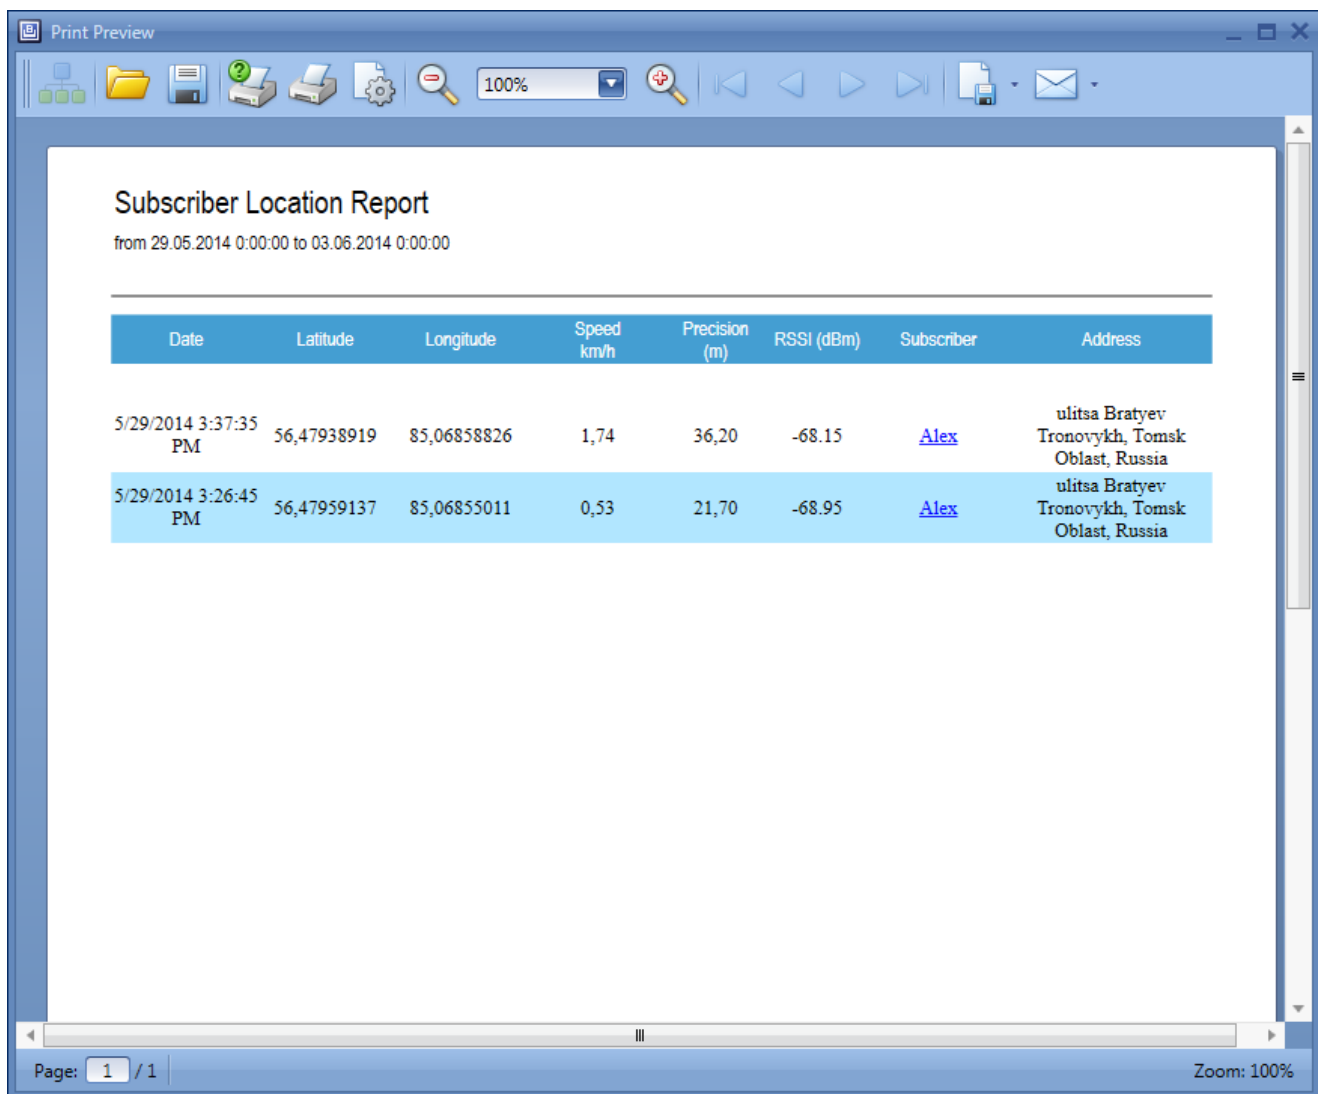 Print Preview
100%
Subscriber Location Report
from 29.05.2014 0:00:00 to 03.06.2014 0:00:00
Date Latitude Longitude Speed km/h Precision (m) RSSI (dBm) Subscriber Address
5/29/2014 3:37:35 PM 56,47938919 85,06858826 1,74 36,20 -68.15 Alex ulitsa Bratyev Tronovykh, Tomsk Oblast, Russia
5/29/2014 3:26:45 PM 56,47959137 85,06855011 0,53 21,70 -68.95 Alex ulitsa Bratyev Tronovykh, Tomsk Oblast, Russia
Page: 1 / 1 Zoom: 100%